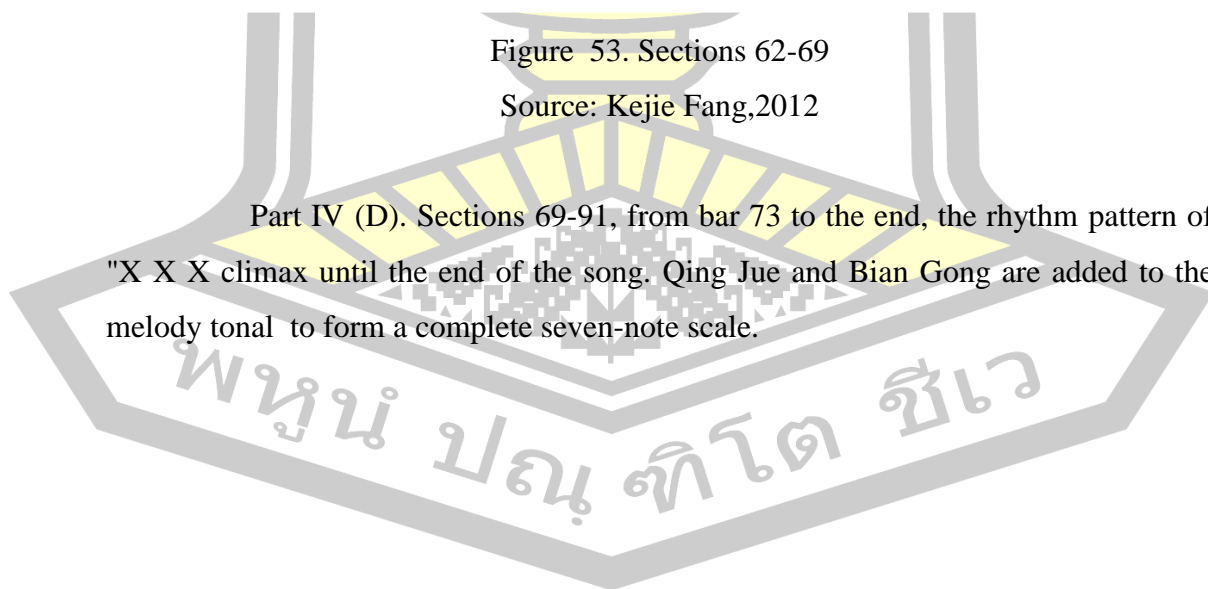 Figure  53. Sections 62-69
Source: Kejie Fang,2012
Part IV (D). Sections 69-91, from bar 73 to the end, the rhythm pattern of
"X X X climax until the end of the song. Qing Jue and Bian Gong are added to the
melody tonal  to form a complete seven-note scale.
พหูนํ ปณฺฑิโต ชีเว